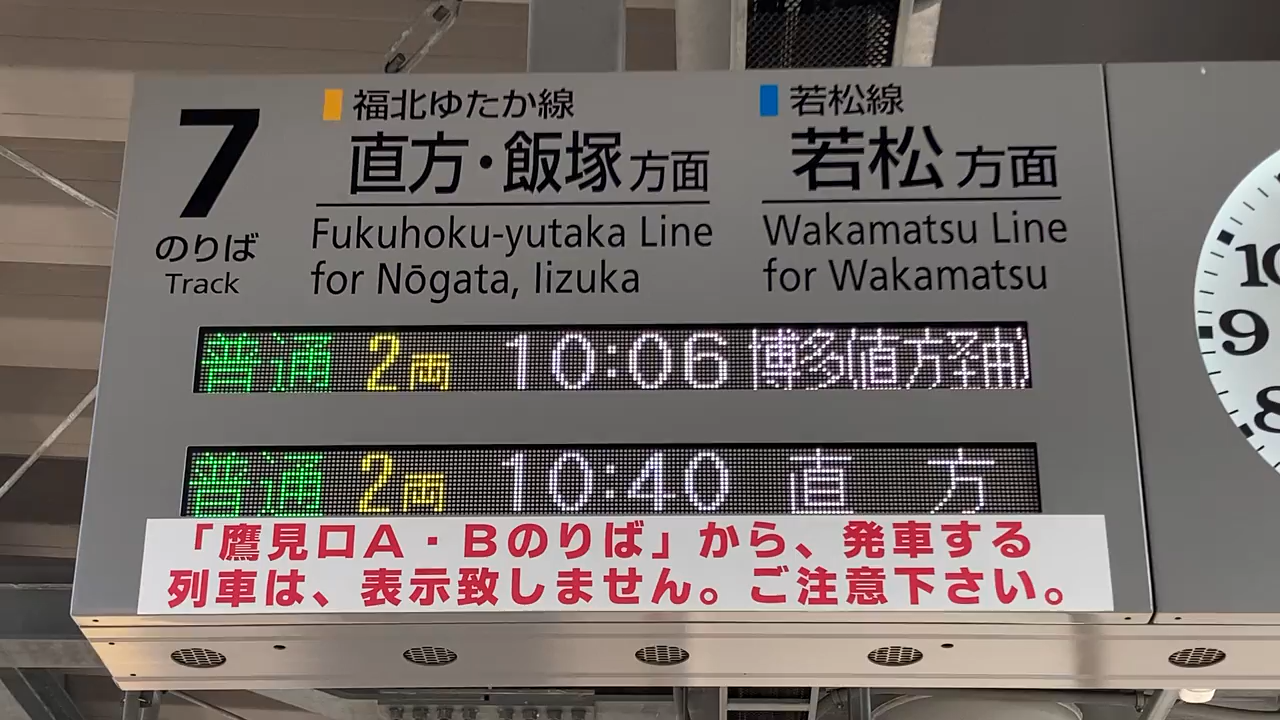 7
のりば
Track
福北ゆたか線
直方・飯塚方面
Fukuhoku-yutaka Line
for Nōgata, Iizuka
若松線
若松方面
Wakamatsu Line
for Wakamatsu
普通 2両 10:06 博多(直方経由)
普通 2両 10:40 直方
「鷹見口A・Bのりば」から、発車する
列車は、表示致しません。ご注意下さい。
10
9
8